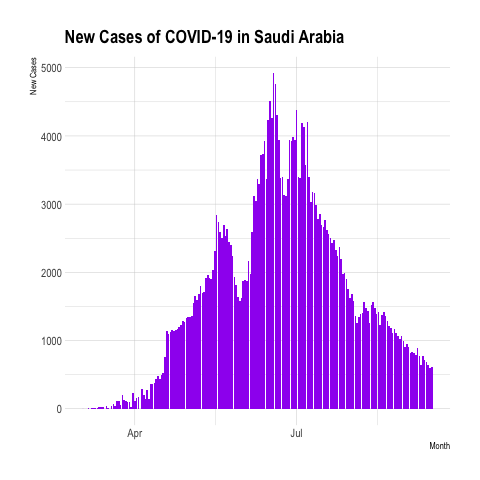 New Cases of COVID-19 in Saudi Arabia
New Cases
5000
4000
3000
2000
1000
0
Apr
Jul
Month